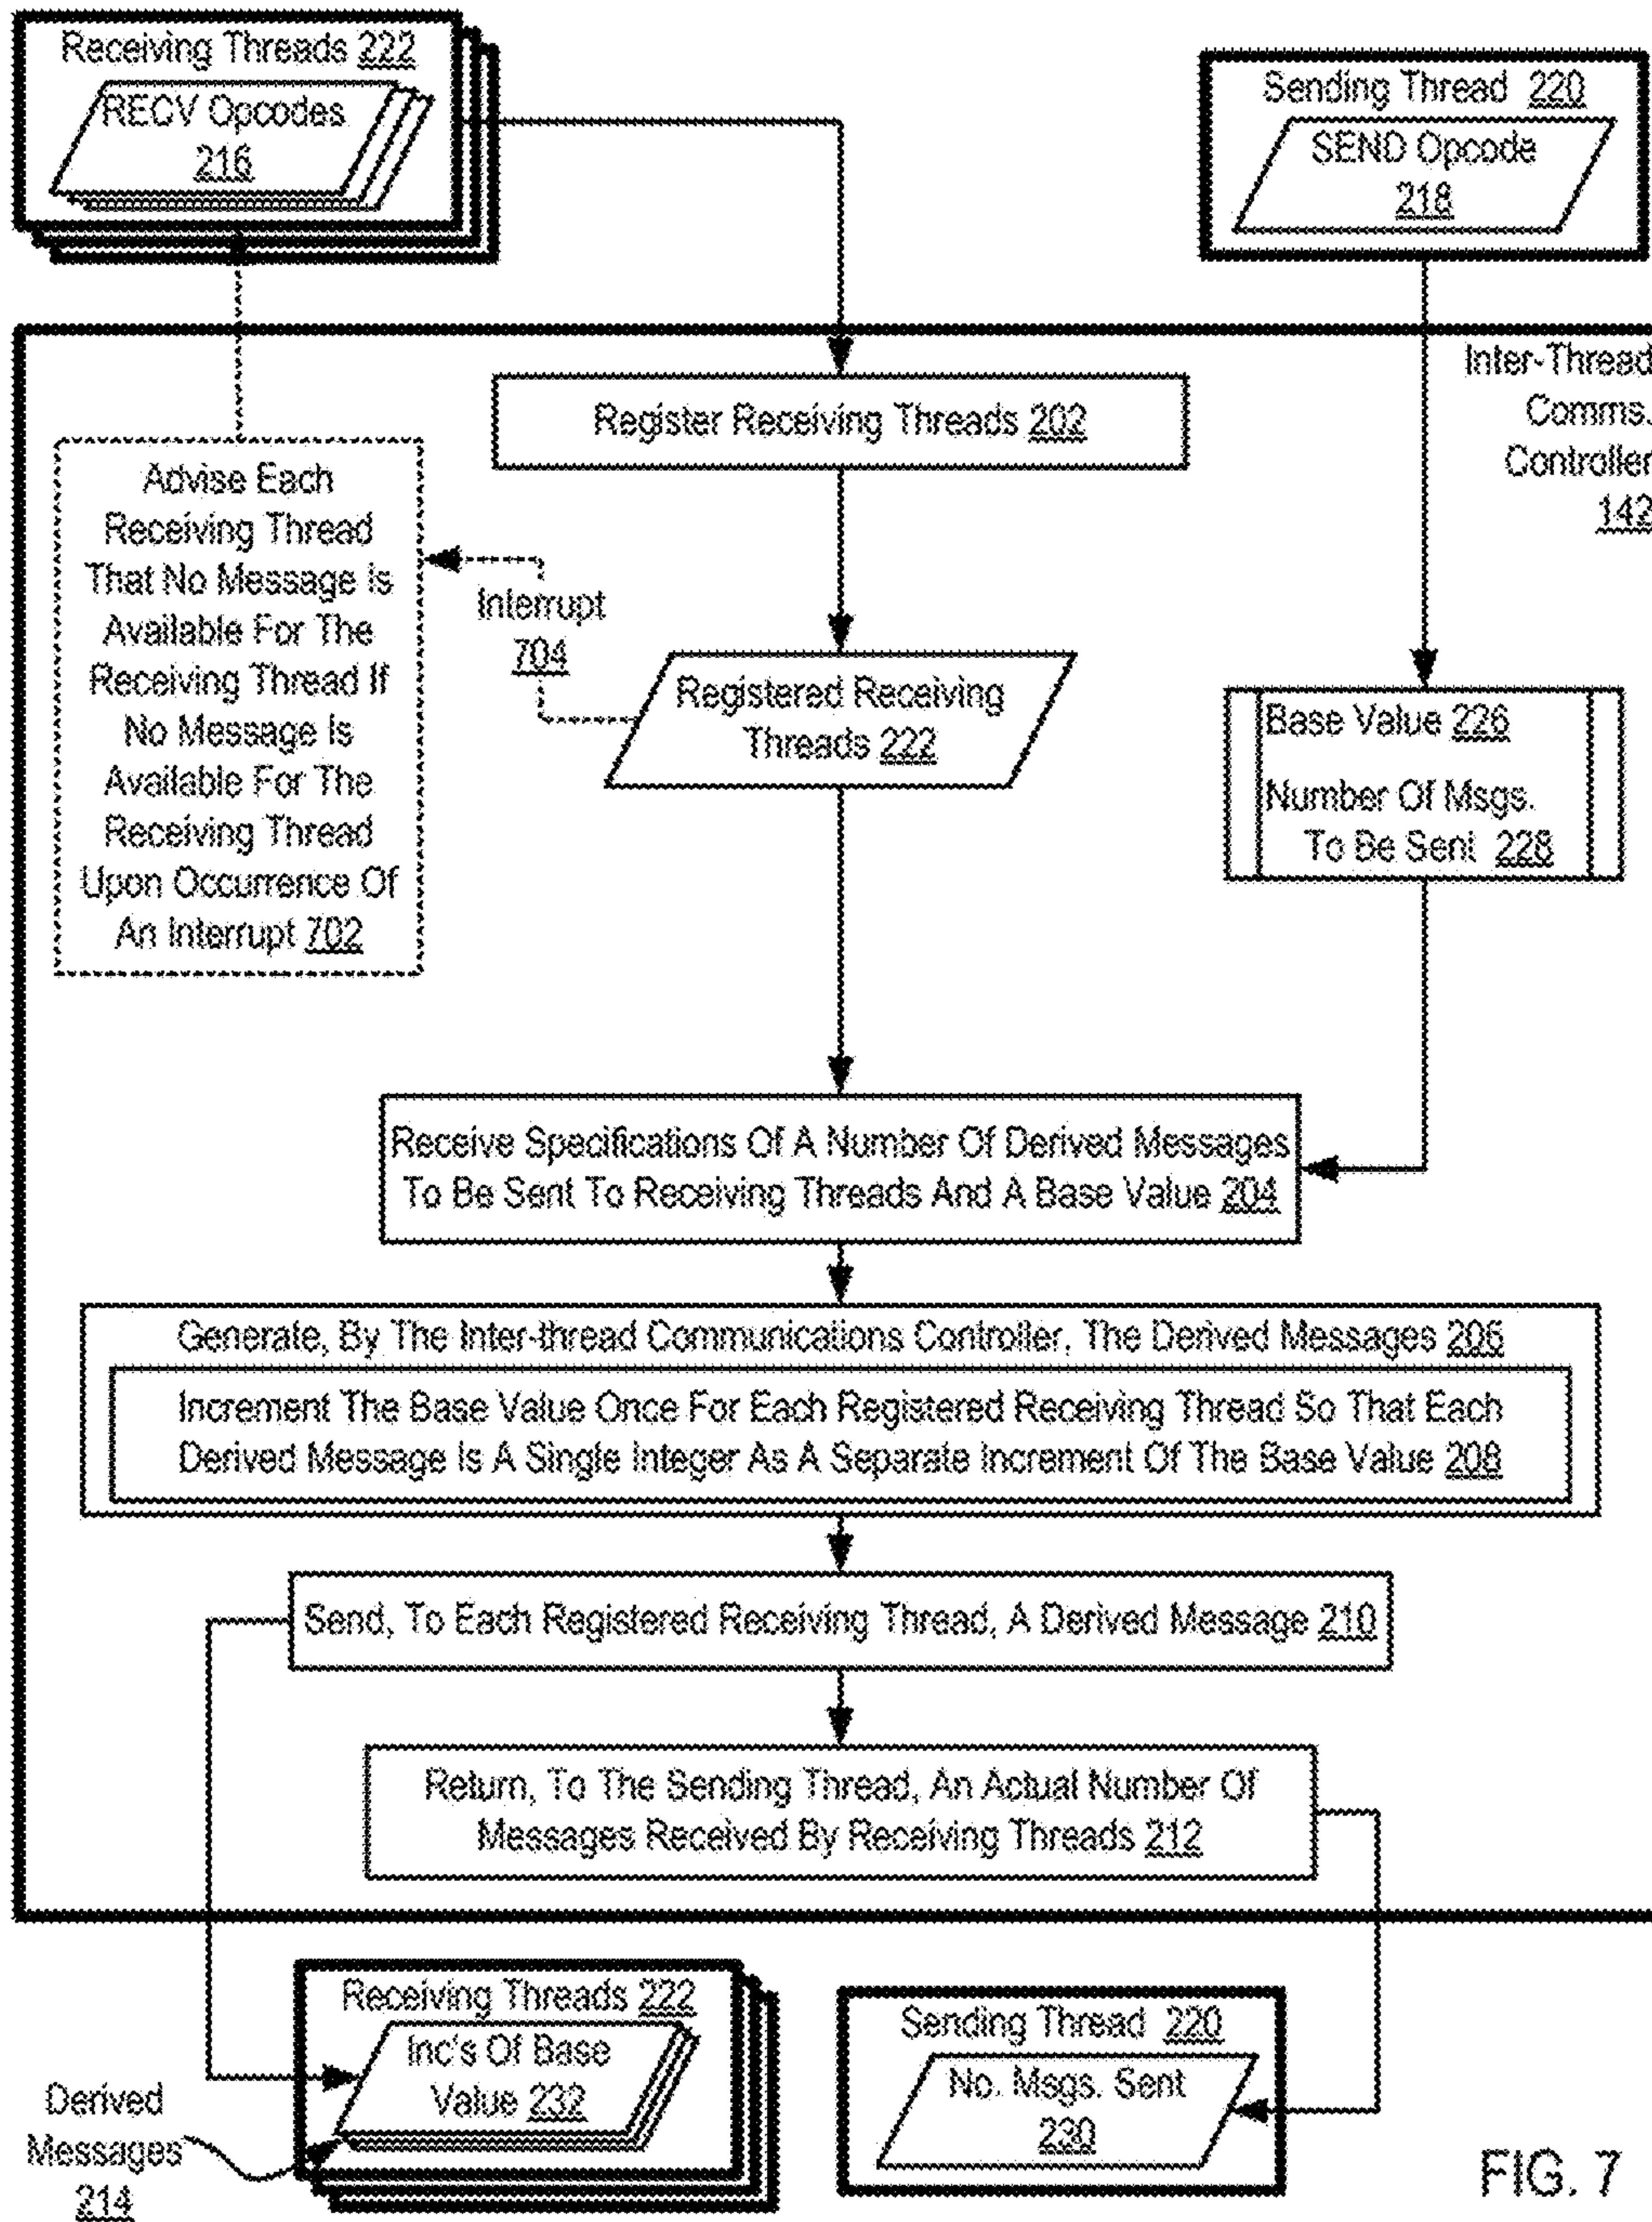 Receiving Threads 222
RECV Opcodes
216
Sending Thread 220
SEND Opcode
218
Inter-Thread
Comms.
Controller
142
Register Receiving Threads 202
Advise Each
Receiving Thread
That No Message Is
Available For The
Receiving Thread If
No Message Is
Available For The
Receiving Thread
Upon Occurrence Of
An Interrupt 702
Interrupt
704
Registered Receiving
Threads 222
Base Value 226
Number Of Msgs.
To Be Sent 228
Receive Specifications Of A Number Of Derived Messages
To Be Sent To Receiving Threads And A Base Value 204
Generate, By The Inter-thread Communications Controller, The Derived Messages 206
Increment The Base Value Once For Each Registered Receiving Thread So That Each
Derived Message Is A Single Integer As A Separate Increment Of The Base Value 208
Send, To Each Registered Receiving Thread, A Derived Message 210
Return, To The Sending Thread, An Actual Number Of
Messages Received By Receiving Threads 212
Receiving Threads 222
Inc's Of Base
Value 232
Derived
Messages
214
Sending Thread 220
No. Msgs. Sent
230
FIG. 7